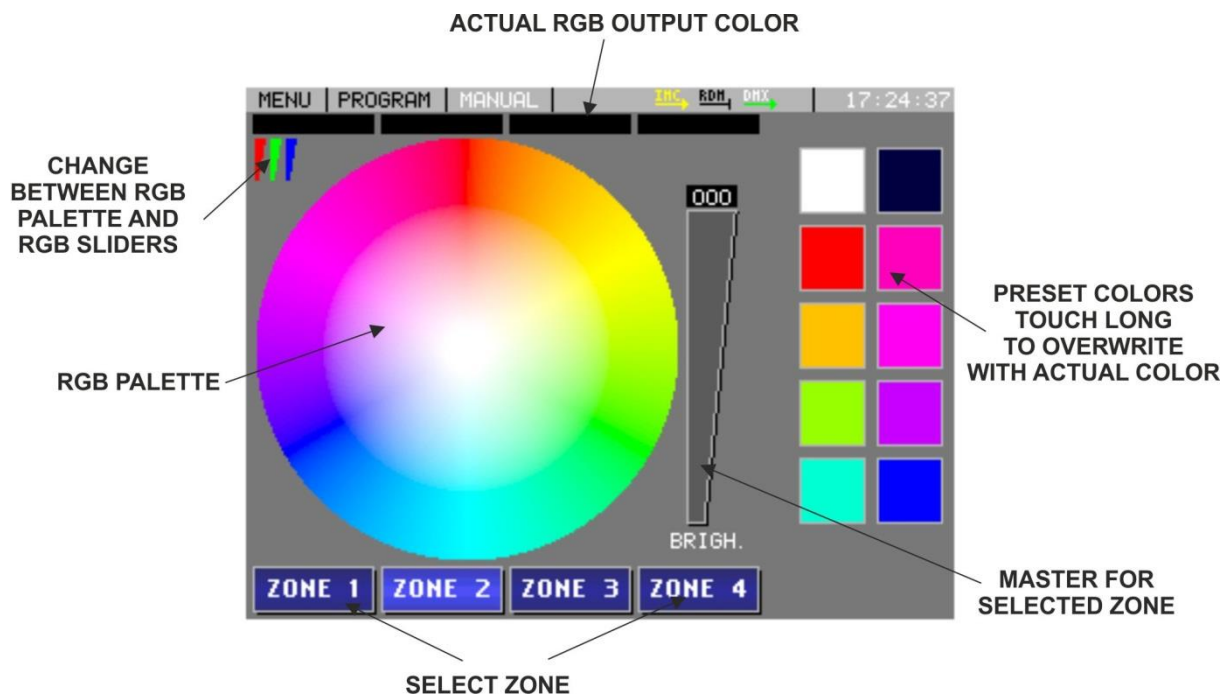 ACTUAL RGB OUTPUT COLOR
MENU PROGRAM MANUAL IMC RDM DMX 17:24:37
CHANGE
BETWEEN RGB
PALETTE AND
RGB SLIDERS
000
PRESET COLORS
TOUCH LONG
TO OVERWRITE
WITH ACTUAL COLOR
RGB PALETTE
BRIGH.
MASTER FOR
SELECTED ZONE
ZONE 1 ZONE 2 ZONE 3 ZONE 4
SELECT ZONE